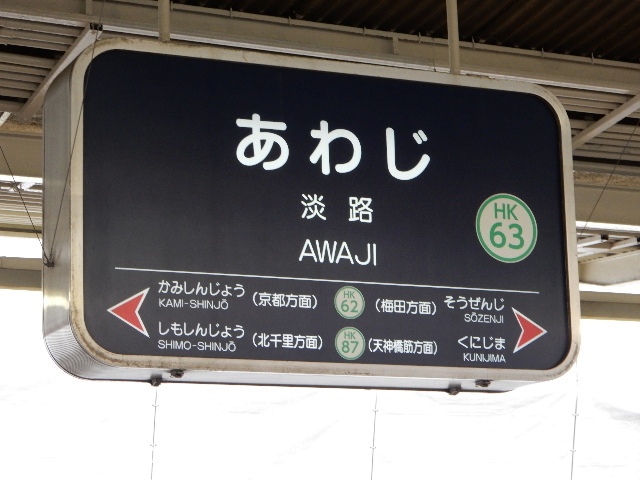 あわじ
淡路
AWAJI
HK
63
かみしんじょう (京都方面) HK 62 (梅田方面) そうぜんじ
KAMI-SHINJŌ SŌZENJI
しもしんじょう (北千里方面) HK 87 (天神橋筋方面) くにじま
SHIMO-SHINJŌ KUNIJIMA